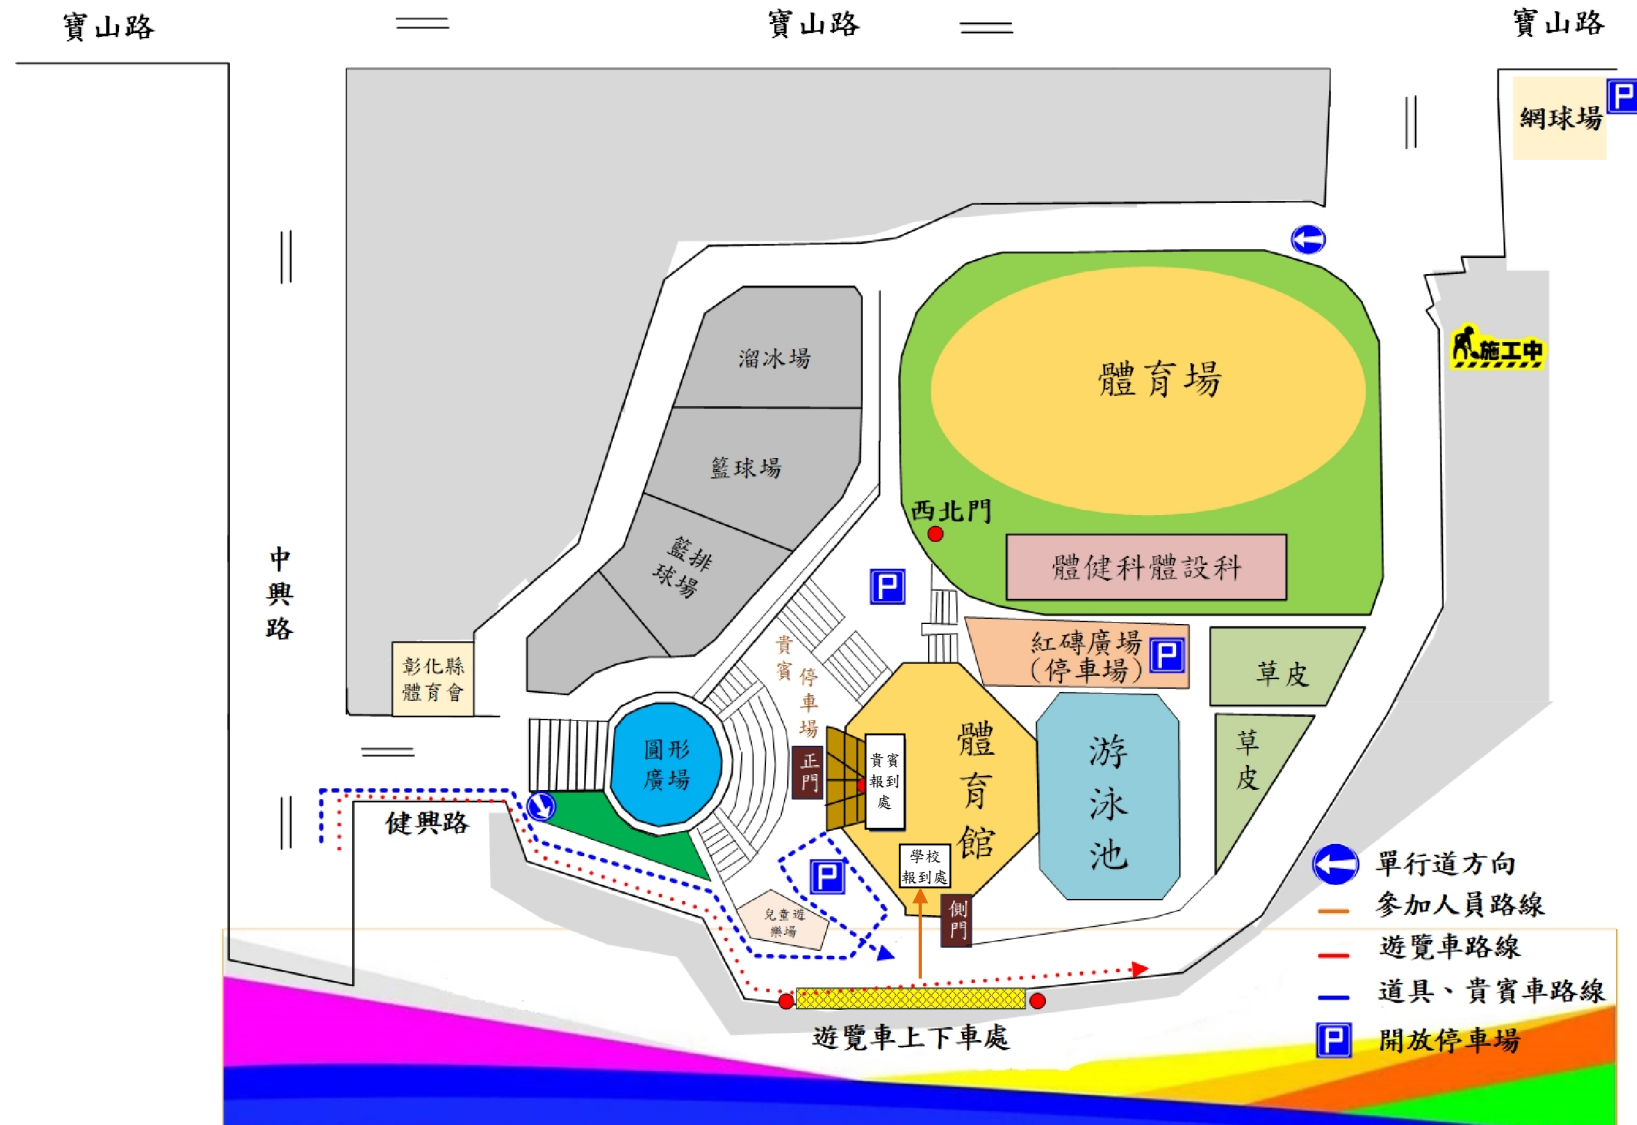 寶山路
寶山路
寶山路
P
網球場
施工中
溜冰場
體育場
籃球場
西北門
籃排
球場
體健科體設科
P
中興路
紅磚廣場
(停車場)
P
貴賓
停車場
彰化縣
體育會
草皮
草皮
圓形
廣場
正門
貴賓
報到
處
體育館
游泳池
健興路
學校
報到處
P
側門
兒童遊
樂場
單行道方向
參加人員路線
遊覽車路線
道具、貴賓車路線
P
開放停車場
遊覽車上下車處